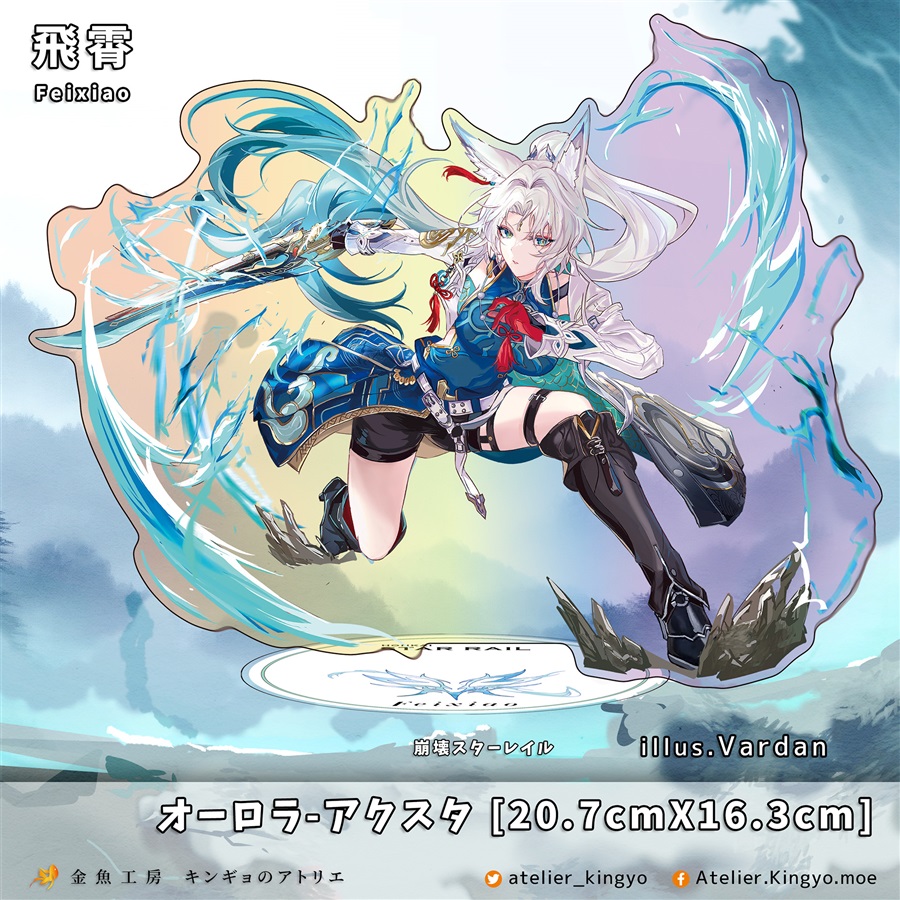 飛霄
Feixiao
STAR RAIL
Feixiao
崩壊スターレイル
illus.Vardan
オーロラ-アクスタ [20.7cmX16.3cm]
金魚工房 キンギョのアトリエ
atelier_kingyo
Atelier.Kingyo.moe